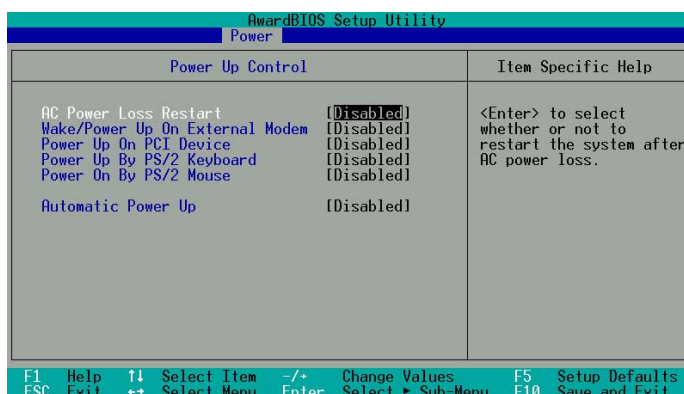 AwardBIOS Setup Utility
Power
Power Up Control
Item Specific Help
AC Power Loss Restart [Disabled]
Wake/Power Up On External Modem [Disabled]
Power Up On PCI Device [Disabled]
Power Up By PS/2 Keyboard [Disabled]
Power On By PS/2 Mouse [Disabled]
Automatic Power Up [Disabled]
<Enter> to select
whether or not to
restart the system after
AC power loss.
F1 Help ↑↓ Select Item -/+ Change Values F5 Setup Defaults
ESC Exit ←→ Select Menu Enter Select ► Sub-Menu F10 Save and Exit